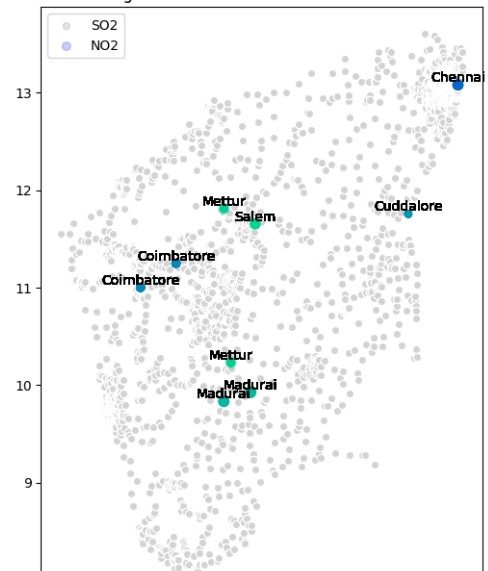 SO2
NO2
Chennai
13
12
Mettur
Cuddalore
Salem
Coimbatore
Coimbatore
11
Mettur
10
Madurai
Madurai
9